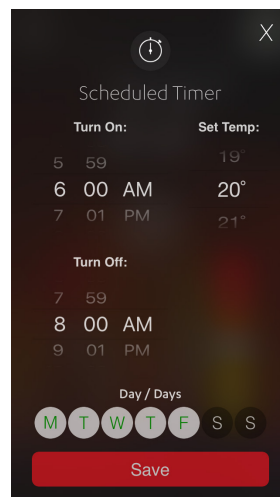 X
Scheduled Timer
Turn On: Set Temp:
5 59 19°
6 00 AM 20°
7 01 PM 21°
Turn Off:
7 59
8 00 AM
9 01 PM
Day / Days
M T W T F S S
Save